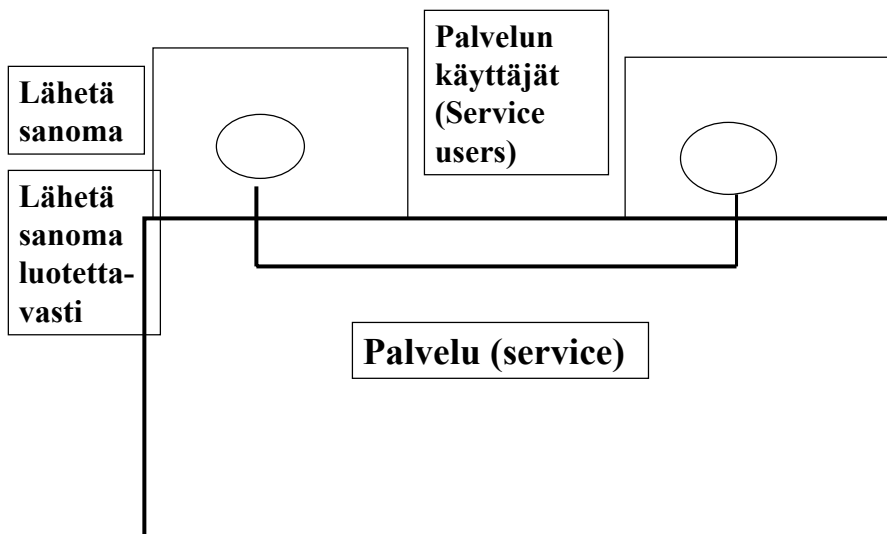 Lähetä
sanoma
Palvelun
käyttäjät
(Service
users)
Lähetä
sanoma
luotetta-
vasti
Palvelu (service)